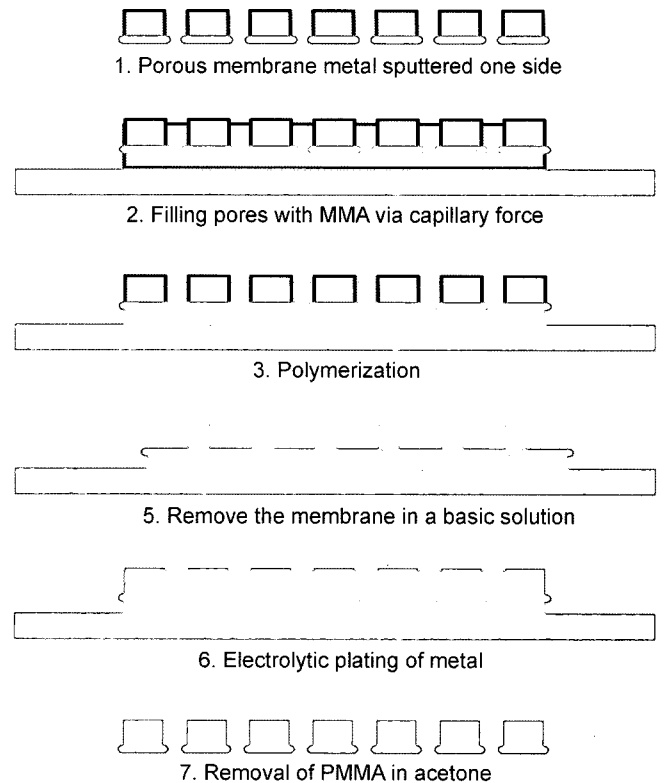 1. Porous membrane metal sputtered one side
2. Filling pores with MMA via capillary force
3. Polymerization
5. Remove the membrane in a basic solution
6. Electrolytic plating of metal
7. Removal of PMMA in acetone